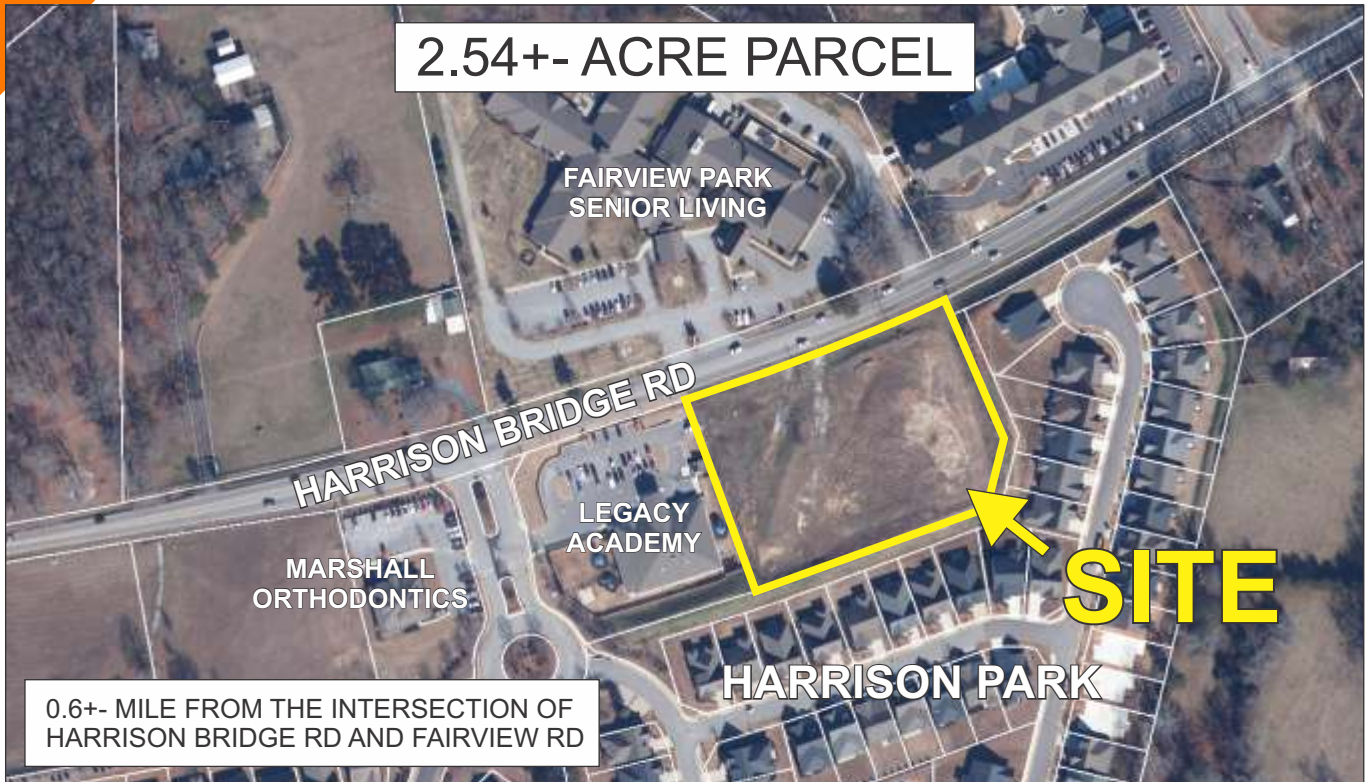 2.54+- ACRE PARCEL
FAIRVIEW PARK
SENIOR LIVING
HARRISON BRIDGE RD
LEGACY
ACADEMY
MARSHALL
ORTHODONTICS
SITE
HARRISON PARK
0.6+- MILE FROM THE INTERSECTION OF
HARRISON BRIDGE RD AND FAIRVIEW RD